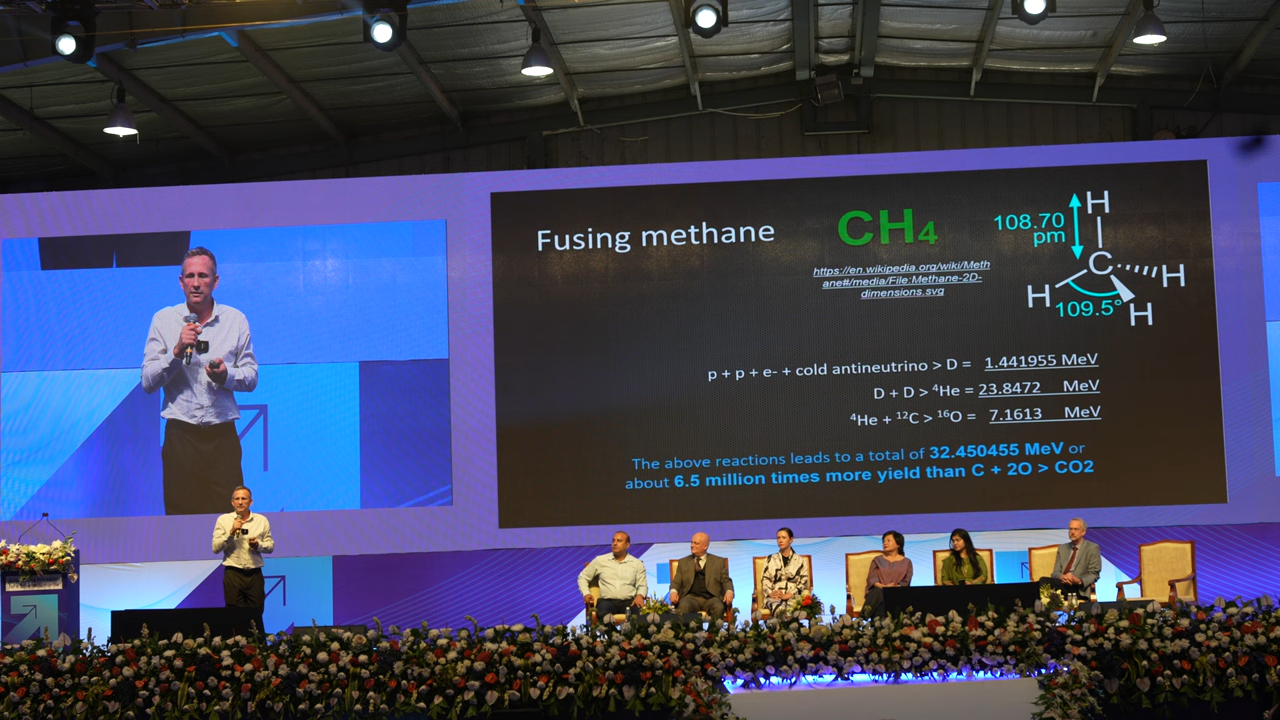 Fusing methane
CH4
https://en.wikipedia.org/wiki/Meth
ane#/media/File:Methane-2D-
dimensions.svg
H
108.70
pm
C
H
H
109.5°
H
p + p + e- + cold antineutrino > D = 1.441955 MeV
D + D > ⁴He = 23.8472 MeV
⁴He + ¹²C > ¹⁶O = 7.1613 MeV
The above reactions leads to a total of 32.450455 MeV or
about 6.5 million times more yield than C + 2O > CO2